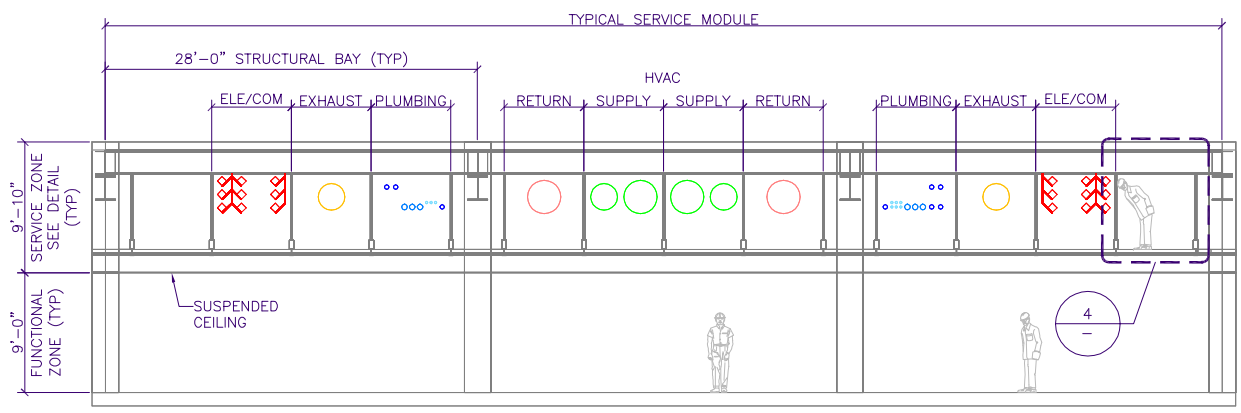 TYPICAL SERVICE MODULE
28'-0" STRUCTURAL BAY (TYP)
HVAC
ELE/COM
EXHAUST
PLUMBING
RETURN
SUPPLY
SUPPLY
RETURN
PLUMBING
EXHAUST
ELE/COM
9'-10"
SERVICE ZONE
SEE DETAIL
(TYP)
SUSPENDED
CEILING
9'-0"
FUNCTIONAL
ZONE (TYP)
4
–